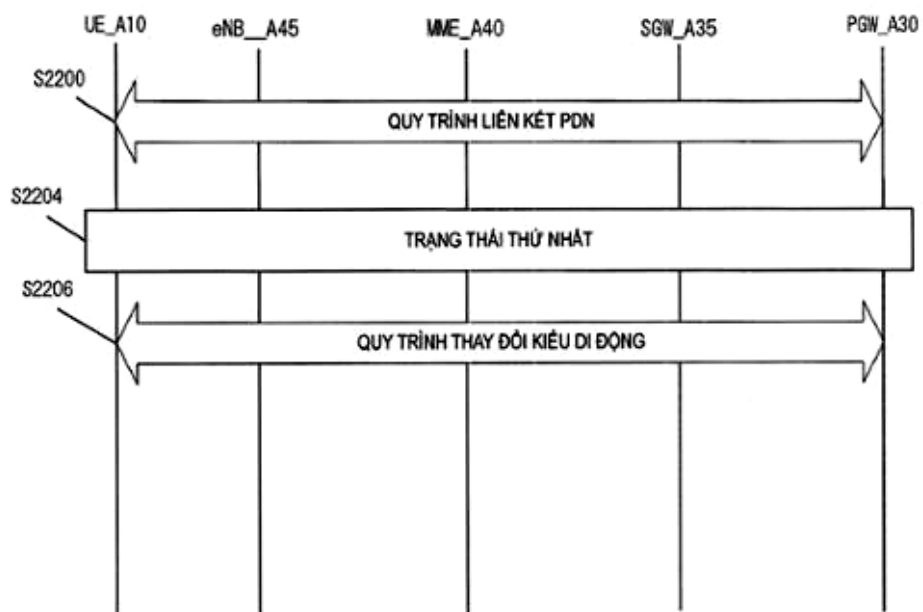 UE_A10 eNB__A45 MME_A40 SGW_A35 PGW_A30
S2200
QUY TRÌNH LIÊN KẾT PDN
S2204
TRẠNG THÁI THỨ NHẤT
S2206
QUY TRÌNH THAY ĐỔI KIỂU DI ĐỘNG